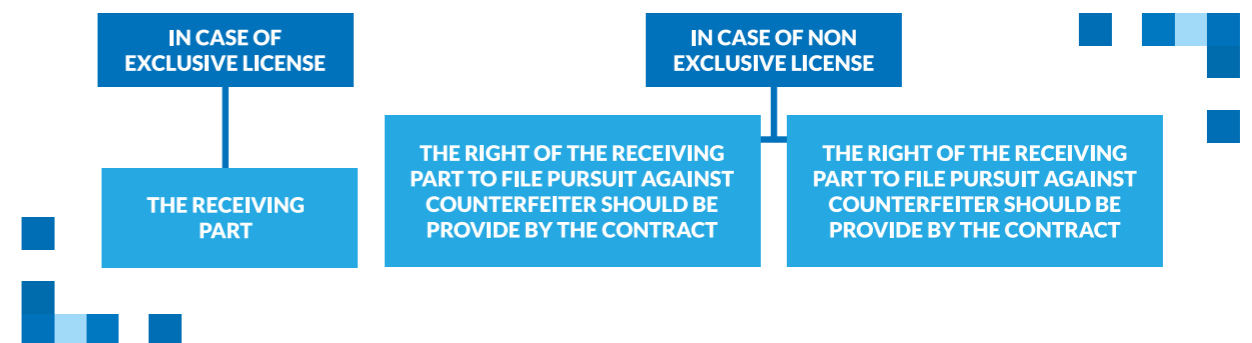 IN CASE OF
EXCLUSIVE LICENSE
THE RECEIVING
PART
IN CASE OF NON
EXCLUSIVE LICENSE
THE RIGHT OF THE RECEIVING
PART TO FILE PURSUIT AGAINST
COUNTERFEITER SHOULD BE
PROVIDE BY THE CONTRACT
THE RIGHT OF THE RECEIVING
PART TO FILE PURSUIT AGAINST
COUNTERFEITER SHOULD BE
PROVIDE BY THE CONTRACT